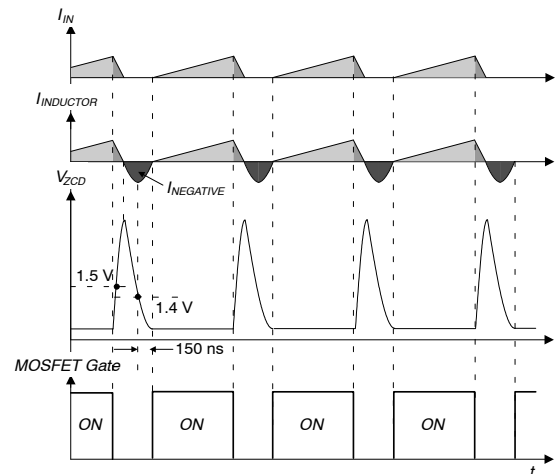 I_IN
I_INDUCTOR
V_ZCD
I_NEGATIVE
1.5 V
1.4 V
150 ns
MOSFET Gate
ON ON ON ON
t